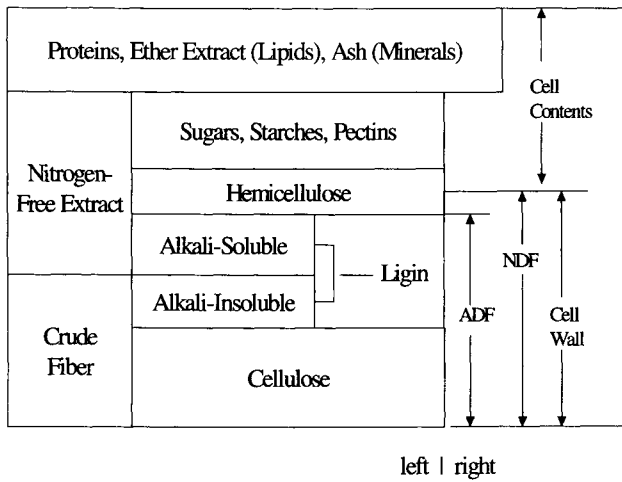 Proteins, Ether Extract (Lipids), Ash (Minerals)
Cell
Contents
Sugars, Starches, Pectins
Nitrogen-
Free Extract
Hemicellulose
Alkali-Soluble
Ligin
Alkali-Insoluble
NDF
ADF
Cell
Wall
Crude
Fiber
Cellulose
left | right